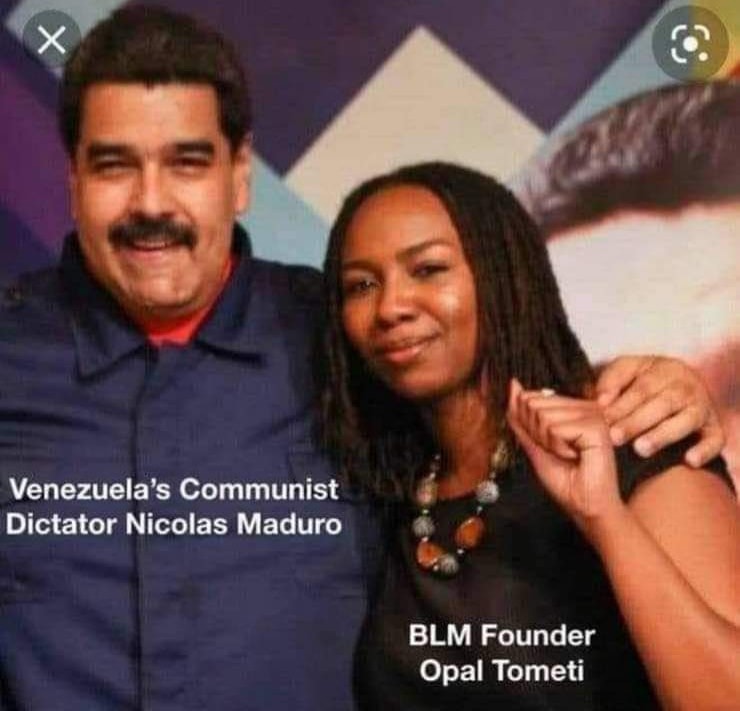 Venezuela's Communist
Dictator Nicolas Maduro
BLM Founder
Opal Tometi